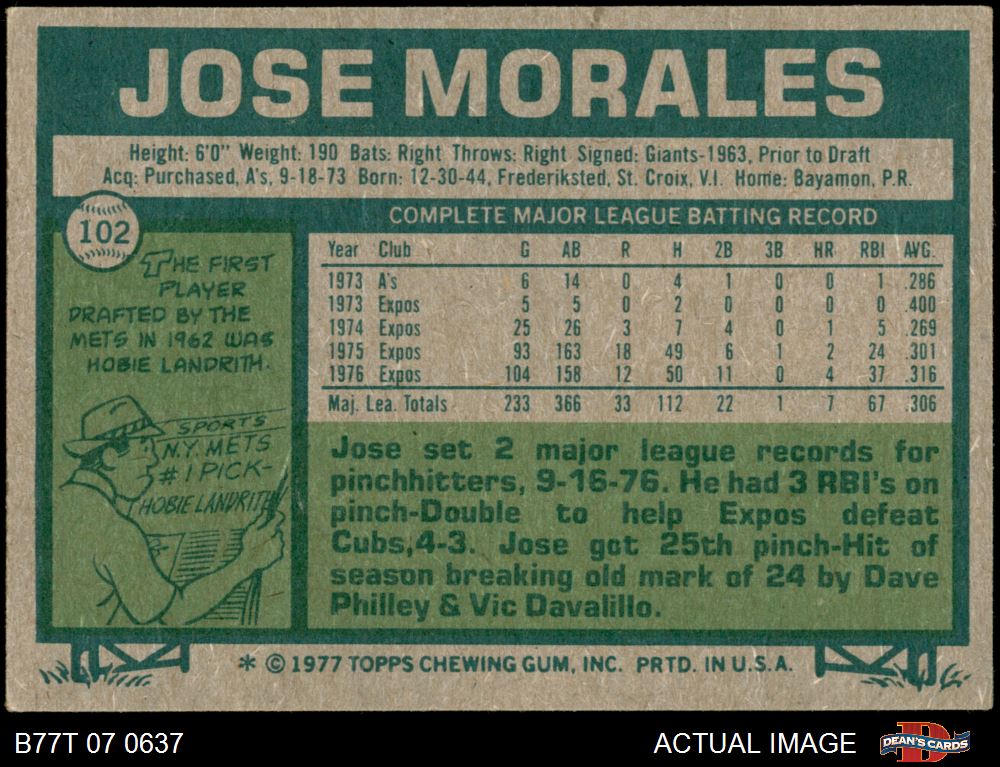 JOSE MORALES
Height: 6'0" Weight: 190 Bats: Right Throws: Right Signed: Giants-1963, Prior to Draft
Acq: Purchased, A's, 9-18-73 Born: 12-30-44, Frederiksted, St. Croix, V.I. Home: Bayamon, P.R.
102
THE FIRST
PLAYER
DRAFTED BY THE
METS IN 1962 WAS
HOBIE LANDRITH.
SPORTS
N.Y. METS
#1 PICK-
HOBIE LANDRITH
COMPLETE MAJOR LEAGUE BATTING RECORD
Year Club G AB R H 2B 3B HR RBI AVG.
1973 A's 6 14 0 4 1 0 0 1 .286
1973 Expos 5 5 0 2 0 0 0 0 .400
1974 Expos 25 26 3 7 4 0 1 5 .269
1975 Expos 93 163 18 49 6 1 2 24 .301
1976 Expos 104 158 12 50 11 0 4 37 .316
Maj. Lea. Totals 233 366 33 112 22 1 7 67 .306
Jose set 2 major league records for
pinchhitters, 9-16-76. He had 3 RBI's on
pinch-Double to help Expos defeat
Cubs,4-3. Jose got 25th pinch-Hit of
season breaking old mark of 24 by Dave
Philley & Vic Davalillo.
* © 1977 TOPPS CHEWING GUM, INC. PRTD. IN U.S.A.
B77T 07 0637
ACTUAL IMAGE
DEAN'S CARDS